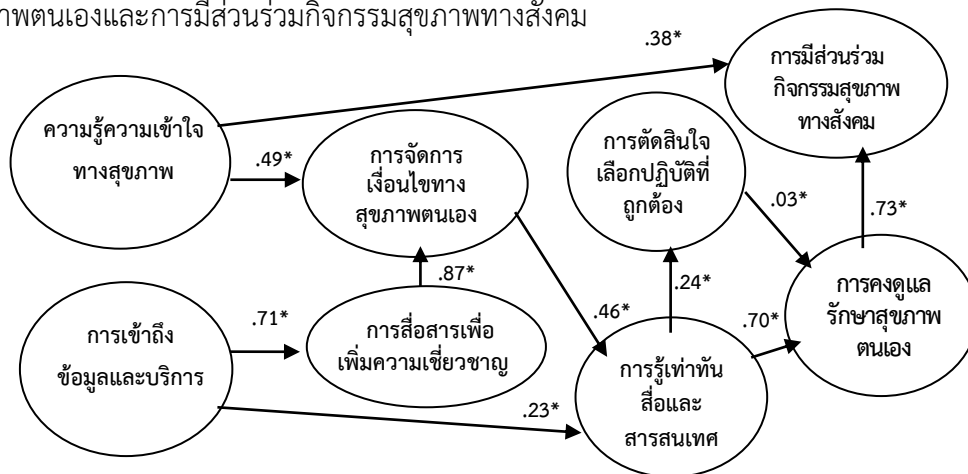 าพตนเองและการมีส่วนร่วมกิจกรรมสุขภาพทางสังคม
.38*
การมีส่วนร่วม
กิจกรรมสุขภาพ
ทางสังคม
ความรู้ความเข้าใจ
ทางสุขภาพ
.49*
การจัดการ
เงื่อนไขทาง
สุขภาพตนเอง
การตัดสินใจ
เลือกปฏิบัติที่
ถูกต้อง
.03*
.73*
.87*
.24*
การคงดูแล
รักษาสุขภาพ
ตนเอง
การเข้าถึง
ข้อมูลและบริการ
.71*
การสื่อสารเพื่อ
เพิ่มความเชี่ยวชาญ
.46*
.70*
การรู้เท่าทัน
สื่อและ
สารสนเทศ
.23*